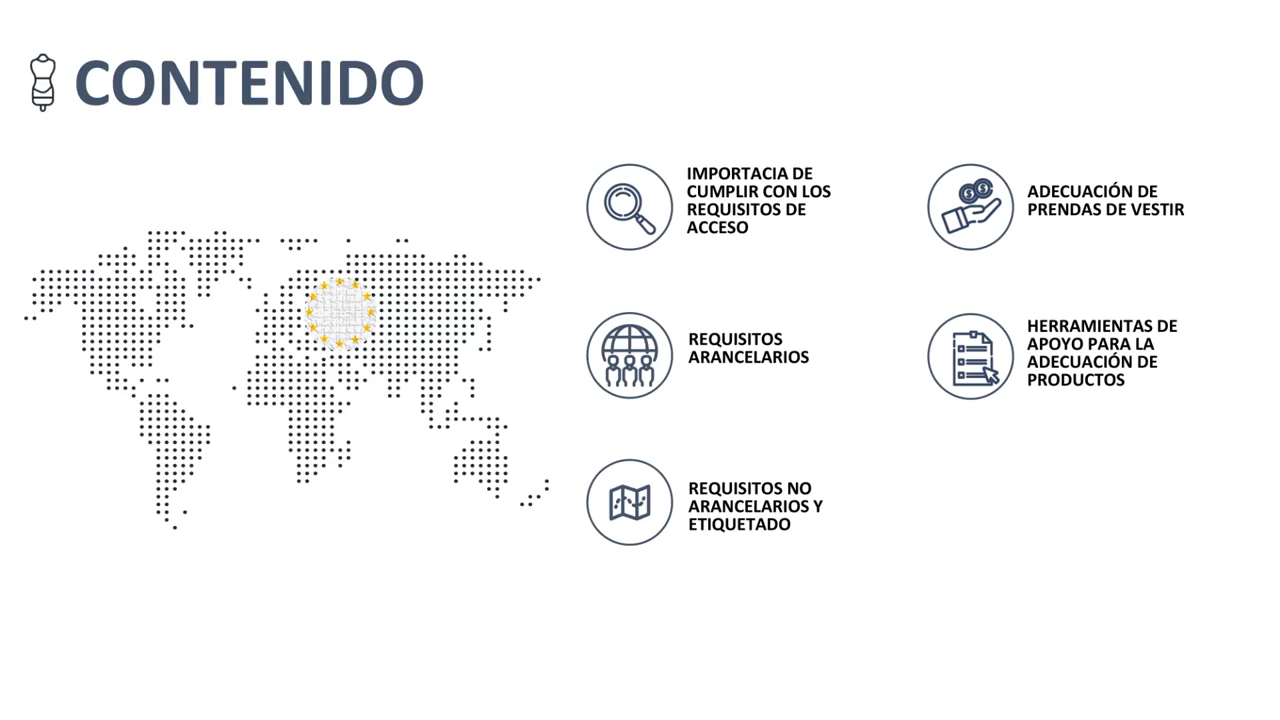 CONTENIDO
IMPORTACIA DE
CUMPLIR CON LOS
REQUISITOS DE
ACCESO
REQUISITOS
ARANCELARIOS
REQUISITOS NO
ARANCELARIOS Y
ETIQUETADO
ADECUACIÓN DE
PRENDAS DE VESTIR
HERRAMIENTAS DE
APOYO PARA LA
ADECUACIÓN DE
PRODUCTOS